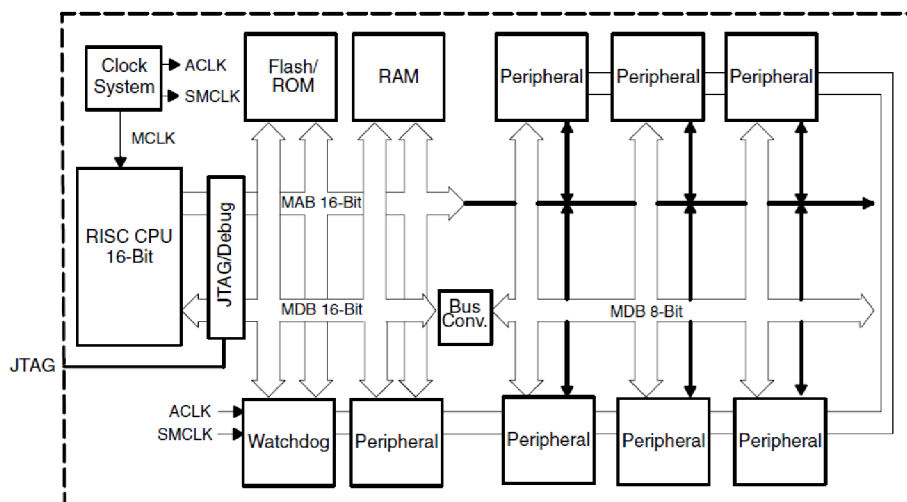 Clock
System
ACLK
SMCLK
MCLK
Flash/
ROM
RAM
Peripheral
Peripheral
Peripheral
RISC CPU
16-Bit
JTAG/Debug
MAB 16-Bit
MDB 16-Bit
Bus
Conv.
MDB 8-Bit
JTAG
ACLK
SMCLK
Watchdog
Peripheral
Peripheral
Peripheral
Peripheral